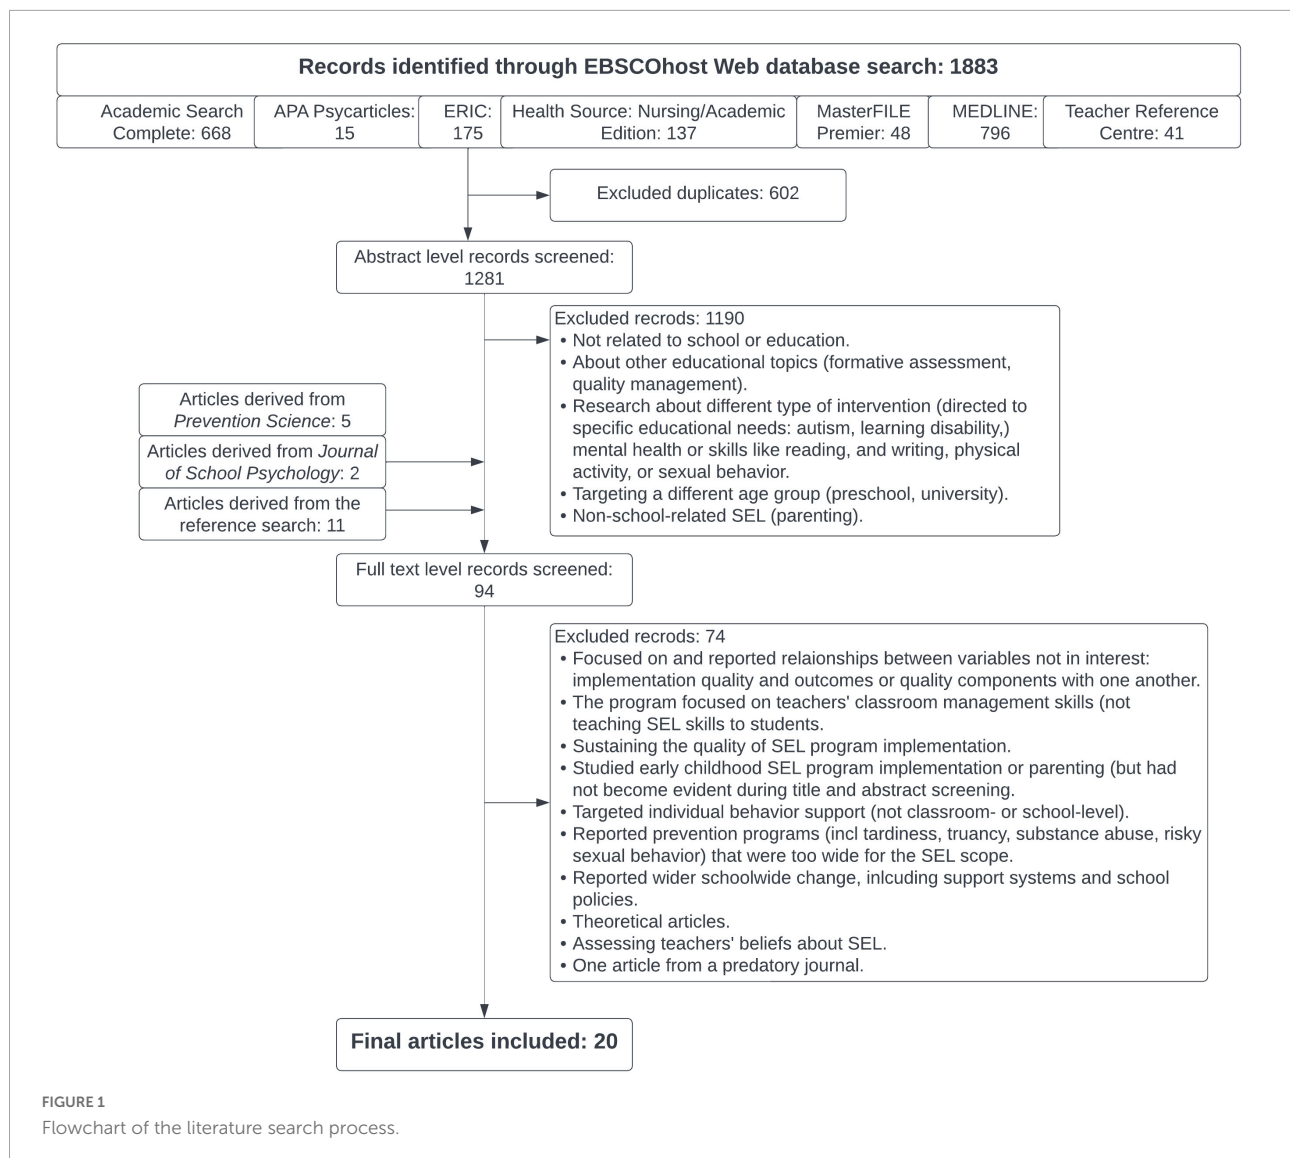 Records identified through EBSCOhost Web database search: 1883
Academic Search
Complete: 668
APA Psycarticles:
15
ERIC:
175
Health Source: Nursing/Academic
Edition: 137
MasterFILE
Premier: 48
MEDLINE:
796
Teacher Reference
Centre: 41
Excluded duplicates: 602
Abstract level records screened:
1281
Excluded recrods: 1190
• Not related to school or education.
• About other educational topics (formative assessment,
quality management).
• Research about different type of intervention (directed to
specific educational needs: autism, learning disability,)
mental health or skills like reading, and writing, physical
activity, or sexual behavior.
• Targeting a different age group (preschool, university).
• Non-school-related SEL (parenting).
Articles derived from
Prevention Science: 5
Articles derived from Journal
of School Psychology: 2
Articles derived from the
reference search: 11
Full text level records screened:
94
Excluded recrods: 74
• Focused on and reported relaionships between variables not in interest:
implementation quality and outcomes or quality components with one another.
• The program focused on teachers' classroom management skills (not
teaching SEL skills to students.
• Sustaining the quality of SEL program implementation.
• Studied early childhood SEL program implementation or parenting (but had
not become evident during title and abstract screening.
• Targeted individual behavior support (not classroom- or school-level).
• Reported prevention programs (incl tardiness, truancy, substance abuse, risky
sexual behavior) that were too wide for the SEL scope.
• Reported wider schoolwide change, inlcuding support systems and school
policies.
• Theoretical articles.
• Assessing teachers' beliefs about SEL.
• One article from a predatory journal.
Final articles included: 20
FIGURE 1
Flowchart of the literature search process.